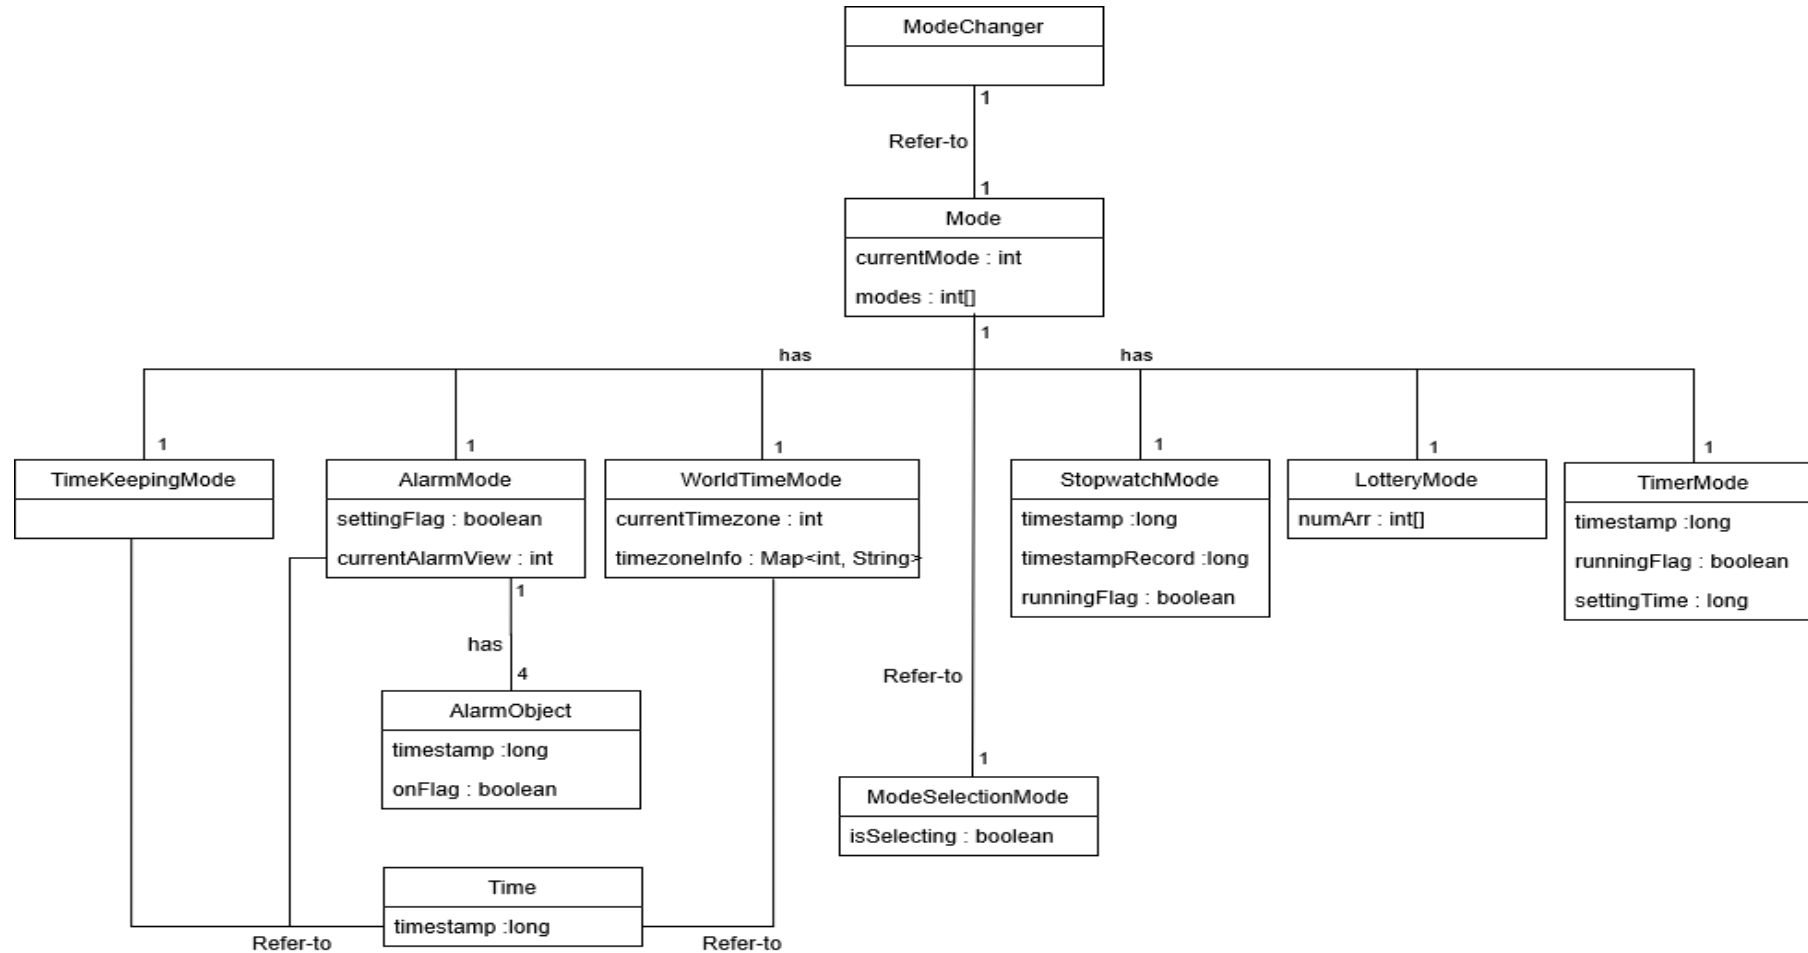 ModeChanger
1
Refer-to
1
Mode
currentMode : int
modes : int[]
1
has
has
1
1
1
1
1
1
TimeKeepingMode
AlarmMode
settingFlag : boolean
currentAlarmView : int
WorldTimeMode
currentTimezone : int
timezoneInfo : Map<int, String>
StopwatchMode
timestamp :long
timestampRecord :long
runningFlag : boolean
LotteryMode
numArr : int[]
TimerMode
timestamp :long
runningFlag : boolean
settingTime : long
1
has
4
AlarmObject
timestamp :long
onFlag : boolean
Refer-to
1
ModeSelectionMode
isSelecting : boolean
Time
timestamp :long
Refer-to
Refer-to